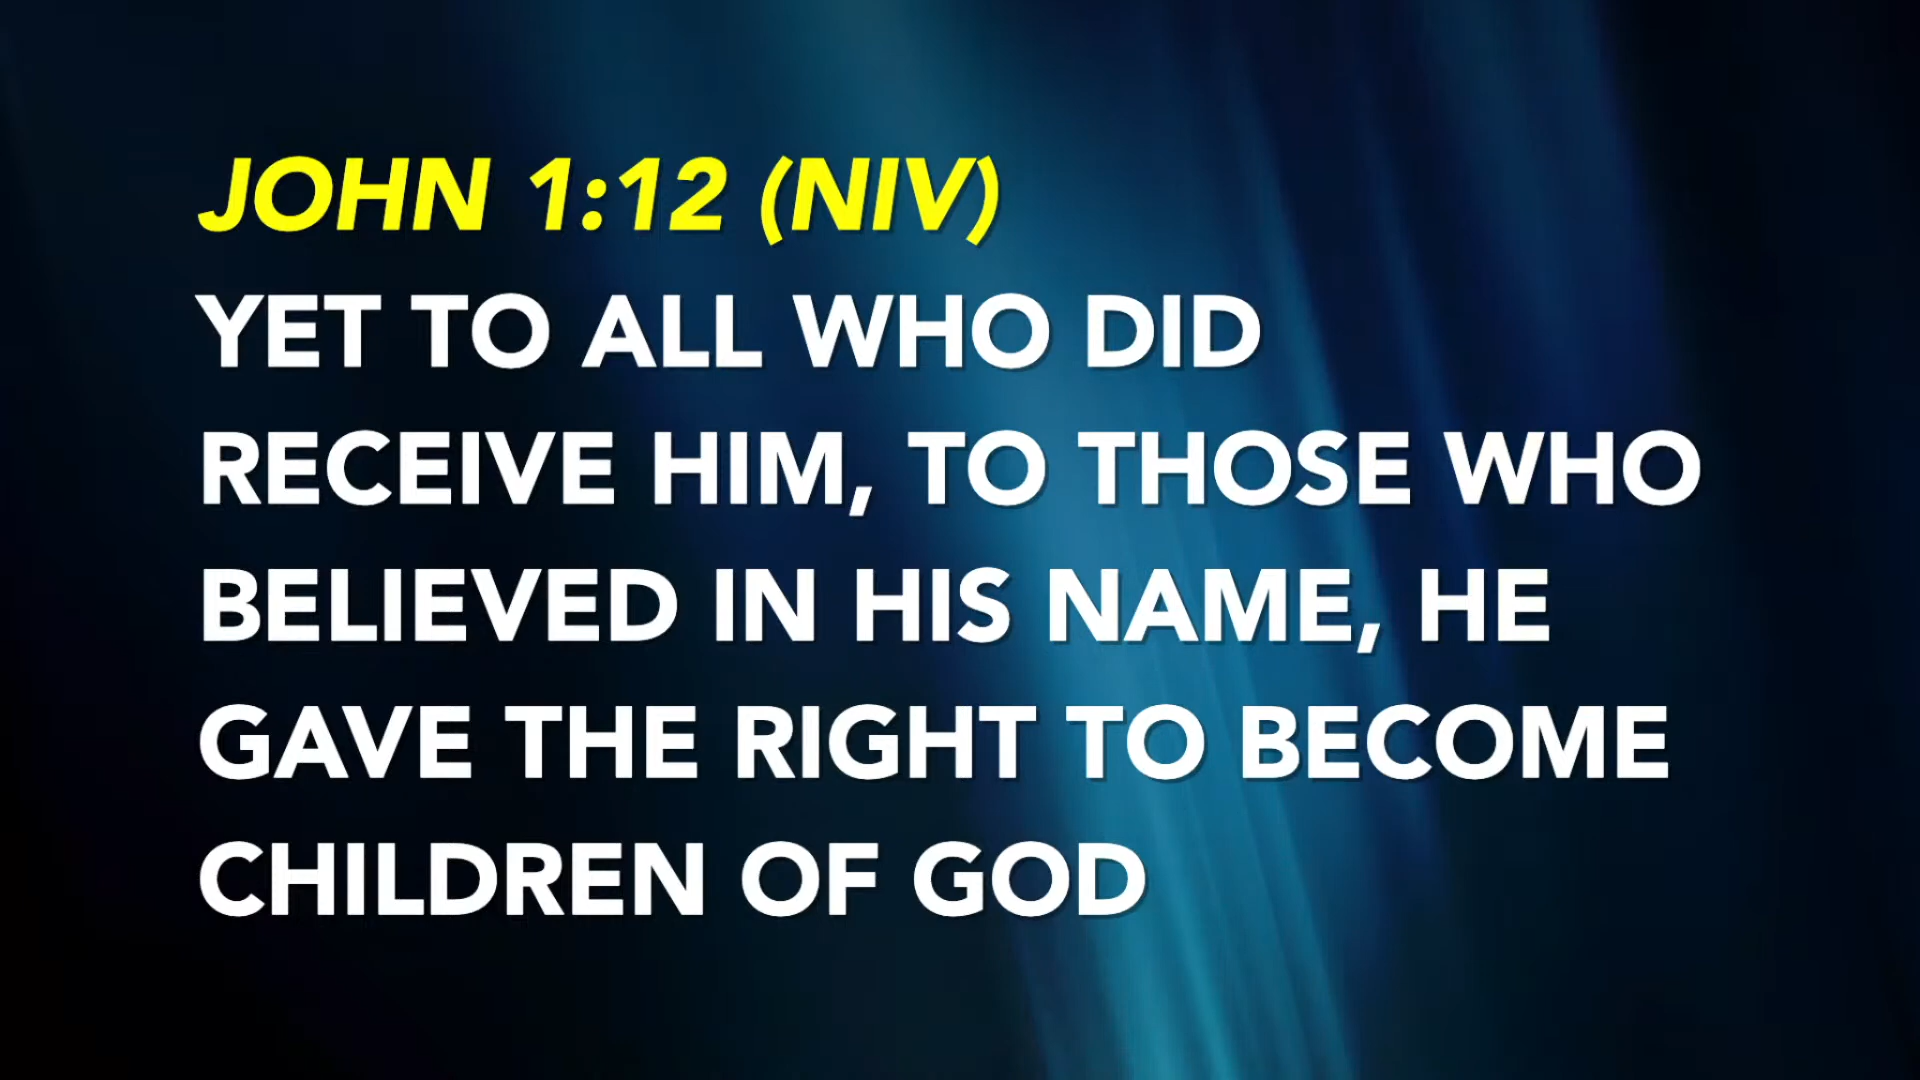 JOHN 1:12 (NIV)
YET TO ALL WHO DID
RECEIVE HIM, TO THOSE WHO
BELIEVED IN HIS NAME, HE
GAVE THE RIGHT TO BECOME
CHILDREN OF GOD